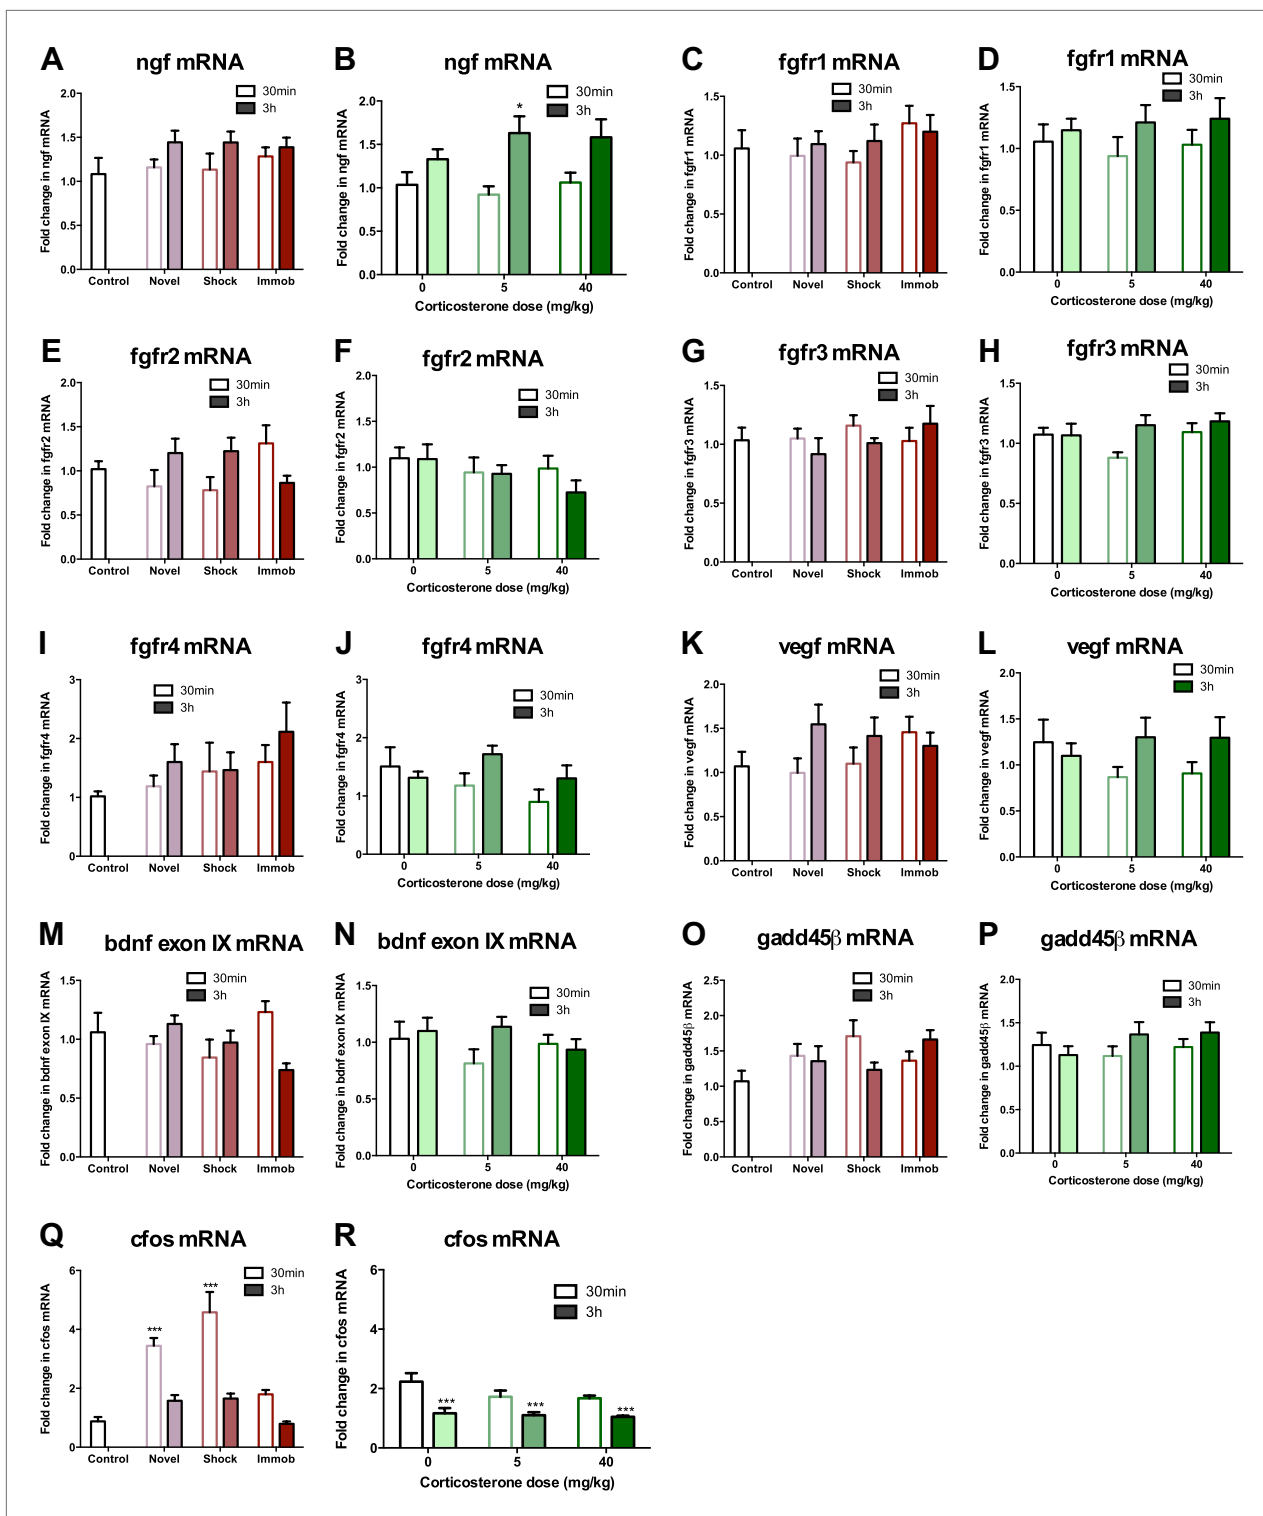 A
ngf mRNA
30min
3h
Fold change in ngf mRNA
2.0
1.5
1.0
0.5
0.0
Control Novel Shock Immob
B
ngf mRNA
30min
3h
Fold change in ngf mRNA
2.0
1.5
1.0
0.5
0.0
*
0 5 40
Corticosterone dose (mg/kg)
C
fgfr1 mRNA
30min
3h
Fold change in fgfr1 mRNA
1.5
1.0
0.5
0.0
Control Novel Shock Immob
D
fgfr1 mRNA
30min
3h
Fold change in fgfr1 mRNA
1.5
1.0
0.5
0.0
0 5 40
Corticosterone dose (mg/kg)
E
fgfr2 mRNA
30min
3h
Fold change in fgfr2 mRNA
2.0
1.5
1.0
0.5
0.0
Control Novel Shock Immob
F
fgfr2 mRNA
30min
3h
Fold change in fgfr2 mRNA
2.0
1.5
1.0
0.5
0.0
0 5 40
Corticosterone dose (mg/kg)
G
fgfr3 mRNA
30min
3h
Fold change in fgfr3 mRNA
1.5
1.0
0.5
0.0
Control Novel Shock Immob
H
fgfr3 mRNA
30min
3h
Fold change in fgfr3 mRNA
1.5
1.0
0.5
0.0
0 5 40
Corticosterone dose (mg/kg)
I
fgfr4 mRNA
30min
3h
Fold change in fgfr4 mRNA
3
2
1
0
Control Novel Shock Immob
J
fgfr4 mRNA
30min
3h
Fold change in fgfr4 mRNA
3
2
1
0
0 5 40
Corticosterone dose (mg/kg)
K
vegf mRNA
30min
3h
Fold change in vegf mRNA
2.0
1.5
1.0
0.5
0.0
Control Novel Shock Immob
L
vegf mRNA
30min
3h
Fold change in vegf mRNA
2.0
1.5
1.0
0.5
0.0
0 5 40
Corticosterone dose (mg/kg)
M
bdnf exon IX mRNA
30min
3h
Fold change in bdnf exon IX mRNA
1.5
1.0
0.5
0.0
Control Novel Shock Immob
N
bdnf exon IX mRNA
30min
3h
Fold change in bdnf exon IX mRNA
1.5
1.0
0.5
0.0
0 5 40
Corticosterone dose (mg/kg)
O
gadd45β mRNA
30min
3h
Fold change in gadd45β mRNA
2.5
2.0
1.5
1.0
0.5
0.0
Control Novel Shock Immob
P
gadd45β mRNA
30min
3h
Fold change in gadd45β mRNA
2.0
1.5
1.0
0.5
0.0
0 5 40
Corticosterone dose (mg/kg)
Q
cfos mRNA
30min
3h
Fold change in cfos mRNA
6
4
2
0
*** ***
Control Novel Shock Immob
R
cfos mRNA
30min
3h
Fold change in cfos mRNA
6
4
2
0
*** *** ***
0 5 40
Corticosterone dose (mg/kg)